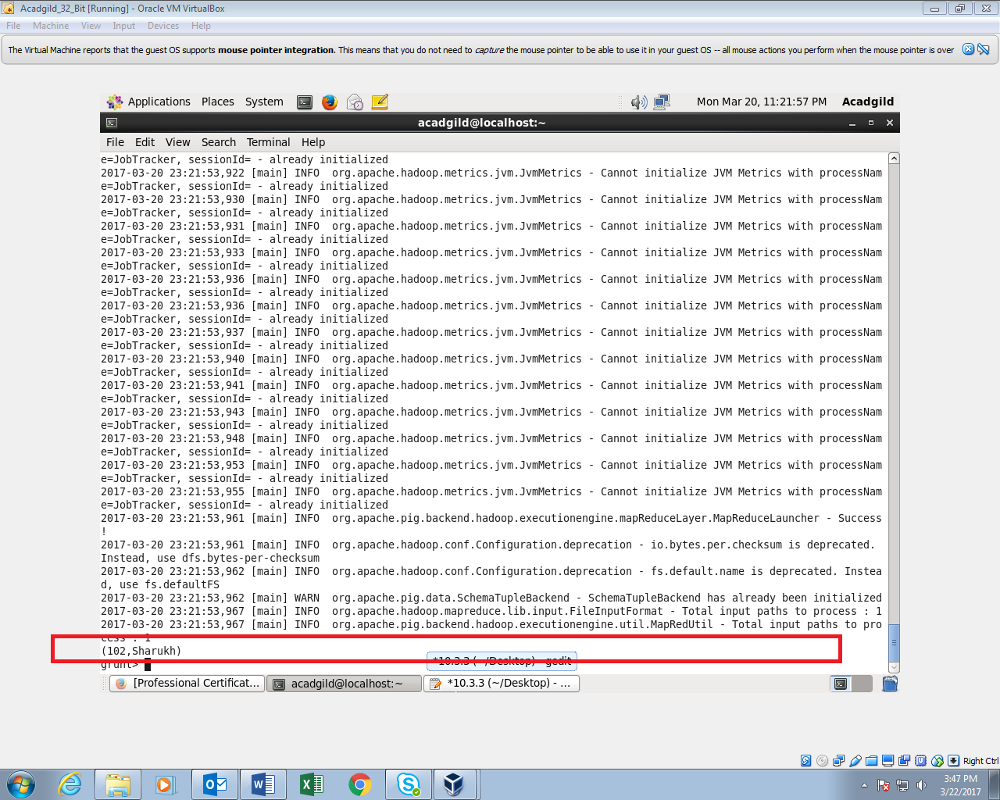 Acadgild_32_Bit [Running] - Oracle VM VirtualBox
File Machine View Input Devices Help
The Virtual Machine reports that the guest OS supports mouse pointer integration. This means that you do not need to capture the mouse pointer to be able to use it in your guest OS -- all mouse actions you perform when the mouse pointer is over
Applications Places System Mon Mar 20, 11:21:57 PM Acadgild
acadgild@localhost:~
File Edit View Search Terminal Help
e=JobTracker, sessionId= - already initialized
2017-03-20 23:21:53,922 [main] INFO  org.apache.hadoop.metrics.jvm.JvmMetrics - Cannot initialize JVM Metrics with processNam
e=JobTracker, sessionId= - already initialized
2017-03-20 23:21:53,930 [main] INFO  org.apache.hadoop.metrics.jvm.JvmMetrics - Cannot initialize JVM Metrics with processNam
e=JobTracker, sessionId= - already initialized
2017-03-20 23:21:53,931 [main] INFO  org.apache.hadoop.metrics.jvm.JvmMetrics - Cannot initialize JVM Metrics with processNam
e=JobTracker, sessionId= - already initialized
2017-03-20 23:21:53,933 [main] INFO  org.apache.hadoop.metrics.jvm.JvmMetrics - Cannot initialize JVM Metrics with processNam
e=JobTracker, sessionId= - already initialized
2017-03-20 23:21:53,936 [main] INFO  org.apache.hadoop.metrics.jvm.JvmMetrics - Cannot initialize JVM Metrics with processNam
e=JobTracker, sessionId= - already initialized
2017-03-20 23:21:53,936 [main] INFO  org.apache.hadoop.metrics.jvm.JvmMetrics - Cannot initialize JVM Metrics with processNam
e=JobTracker, sessionId= - already initialized
2017-03-20 23:21:53,937 [main] INFO  org.apache.hadoop.metrics.jvm.JvmMetrics - Cannot initialize JVM Metrics with processNam
e=JobTracker, sessionId= - already initialized
2017-03-20 23:21:53,940 [main] INFO  org.apache.hadoop.metrics.jvm.JvmMetrics - Cannot initialize JVM Metrics with processNam
e=JobTracker, sessionId= - already initialized
2017-03-20 23:21:53,941 [main] INFO  org.apache.hadoop.metrics.jvm.JvmMetrics - Cannot initialize JVM Metrics with processNam
e=JobTracker, sessionId= - already initialized
2017-03-20 23:21:53,943 [main] INFO  org.apache.hadoop.metrics.jvm.JvmMetrics - Cannot initialize JVM Metrics with processNam
e=JobTracker, sessionId= - already initialized
2017-03-20 23:21:53,948 [main] INFO  org.apache.hadoop.metrics.jvm.JvmMetrics - Cannot initialize JVM Metrics with processNam
e=JobTracker, sessionId= - already initialized
2017-03-20 23:21:53,953 [main] INFO  org.apache.hadoop.metrics.jvm.JvmMetrics - Cannot initialize JVM Metrics with processNam
e=JobTracker, sessionId= - already initialized
2017-03-20 23:21:53,955 [main] INFO  org.apache.hadoop.metrics.jvm.JvmMetrics - Cannot initialize JVM Metrics with processNam
e=JobTracker, sessionId= - already initialized
2017-03-20 23:21:53,961 [main] INFO  org.apache.pig.backend.hadoop.executionengine.mapReduceLayer.MapReduceLauncher - Success
!
2017-03-20 23:21:53,961 [main] INFO  org.apache.hadoop.conf.Configuration.deprecation - io.bytes.per.checksum is deprecated.
Instead, use dfs.bytes-per-checksum
2017-03-20 23:21:53,962 [main] INFO  org.apache.hadoop.conf.Configuration.deprecation - fs.default.name is deprecated. Instea
d, use fs.defaultFS
2017-03-20 23:21:53,962 [main] WARN  org.apache.pig.data.SchemaTupleBackend - SchemaTupleBackend has already been initialized
2017-03-20 23:21:53,967 [main] INFO  org.apache.hadoop.mapreduce.lib.input.FileInputFormat - Total input paths to process : 1
2017-03-20 23:21:53,967 [main] INFO  org.apache.pig.backend.hadoop.executionengine.util.MapRedUtil - Total input paths to pro
cess : 1
(102,Sharukh)
grunt>
*10.3.3 (~/Desktop) - gedit
[Professional Certificat... acadgild@localhost:~ *10.3.3 (~/Desktop) - ...
Right Ctrl
3:47 PM
3/22/2017